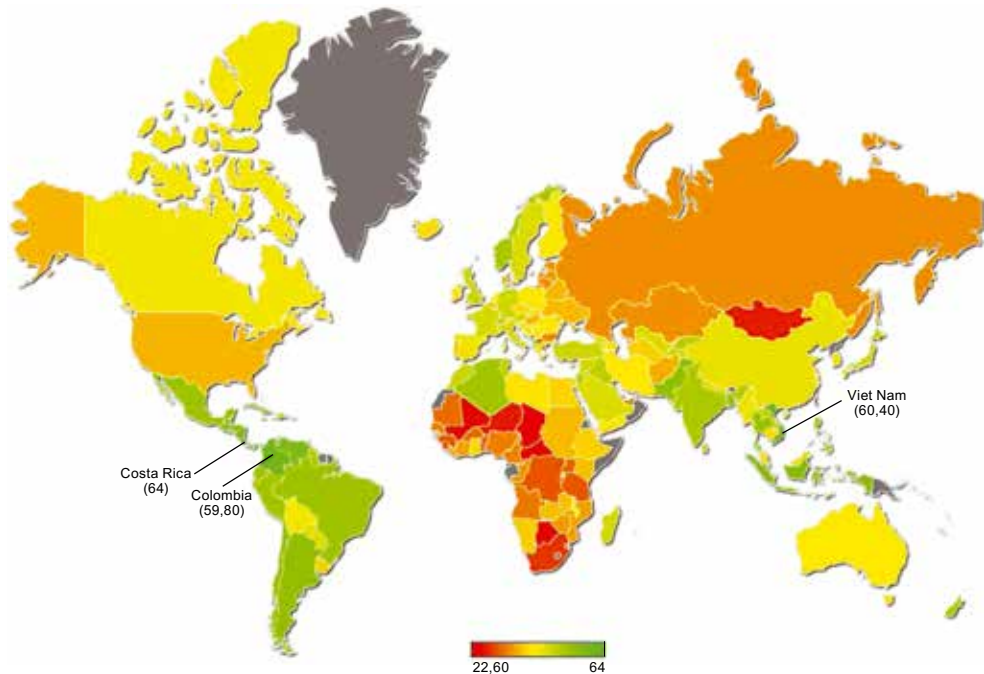 Viet Nam
(60,40)
Costa Rica
(64)
Colombia
(59,80)
22,60
64